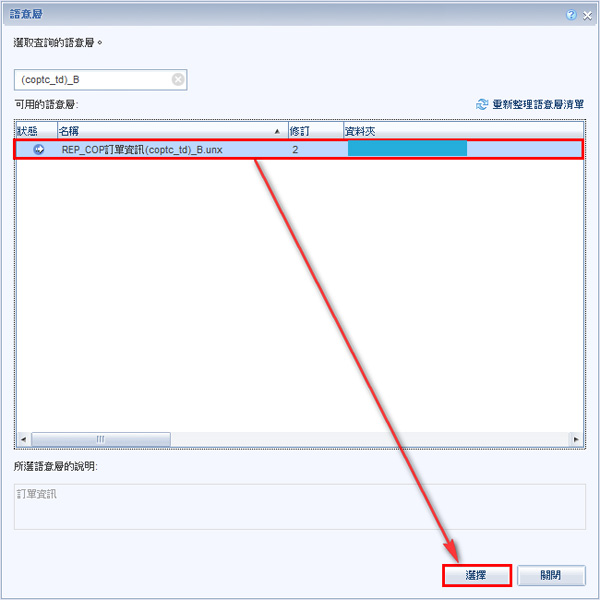 語意層
選取查詢的語意層。
(coptc_td)_B
可用的語意層:
重新整理語意層清單
狀態 名稱 修訂 資料夾
REP_COP訂單資訊(coptc_td)_B.unx 2
所選語意層的說明:
訂單資訊
選擇 關閉